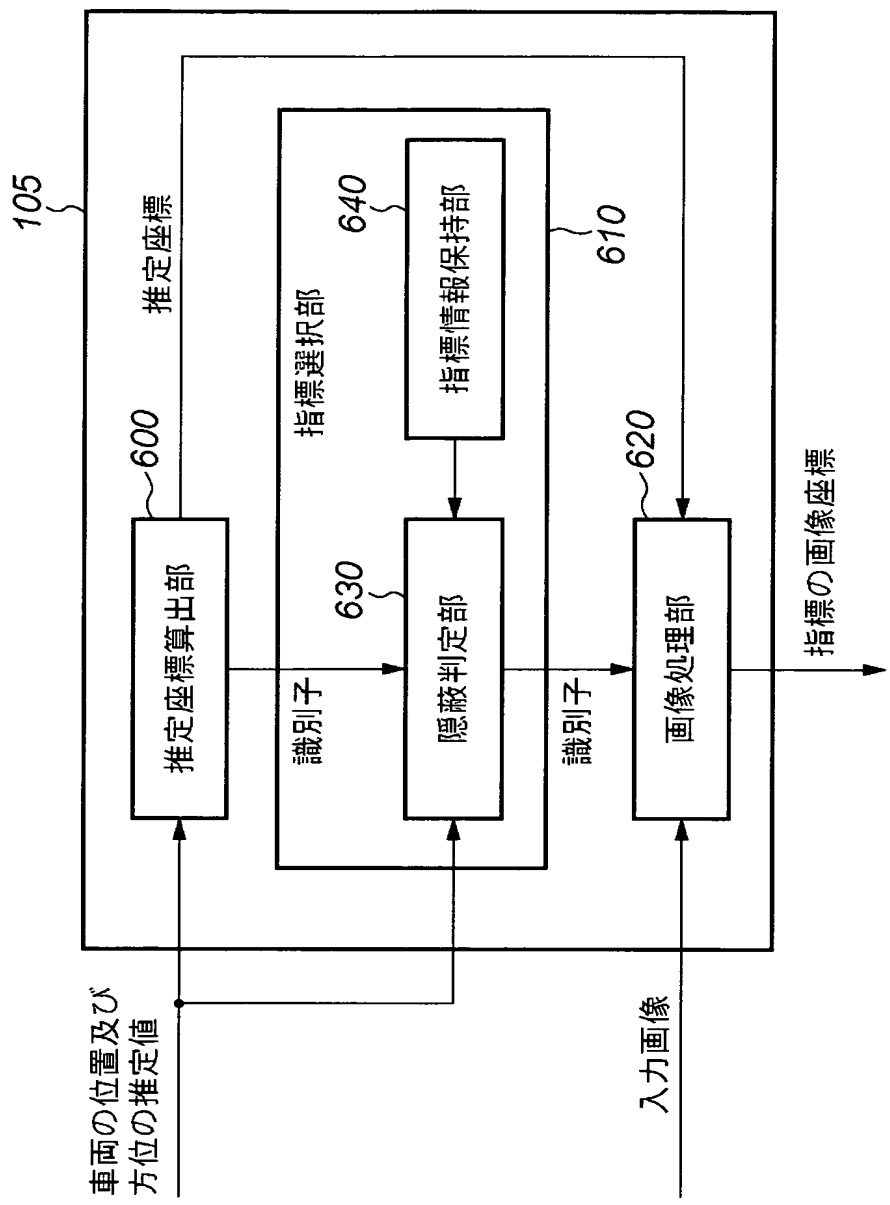 105
車両の位置及び
方位の推定値
600
推定座標算出部
推定座標
識別子
指標選択部
630
隠蔽判定部
640
指標情報保持部
610
識別子
入力画像
620
画像処理部
指標の画像座標